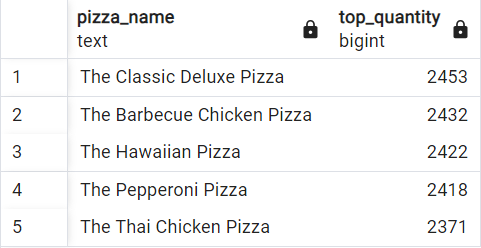 pizza_name top_quantity
text bigint
1 The Classic Deluxe Pizza 2453
2 The Barbecue Chicken Pizza 2432
3 The Hawaiian Pizza 2422
4 The Pepperoni Pizza 2418
5 The Thai Chicken Pizza 2371